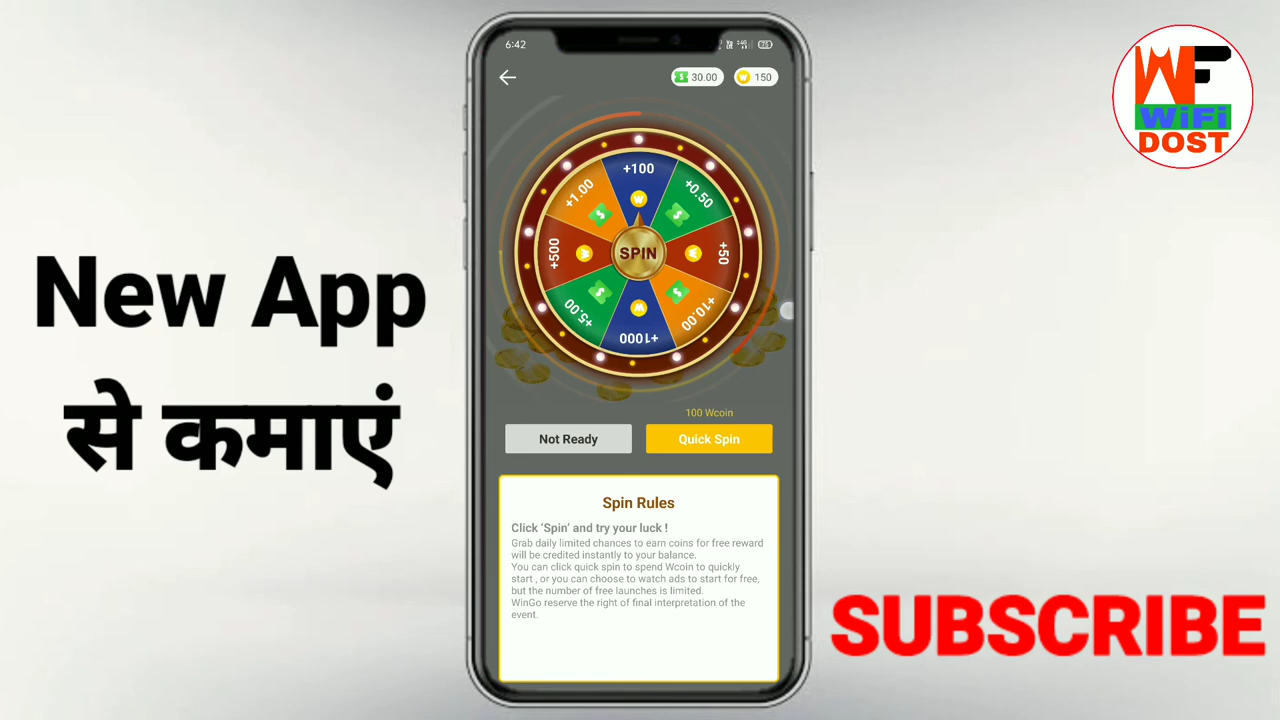 6:42
30.00
150
WF
WiFi
DOST
+100
+0.50
+50
+10.00
+1000
+5.00
+500
+1.00
SPIN
New App
से कमाएं
100 Wcoin
Not Ready
Quick Spin
Spin Rules
Click ‘Spin’ and try your luck !
Grab daily limited chances to earn coins for free reward
will be credited instantly to your balance.
You can click quick spin to spend Wcoin to quickly
start , or you can choose to watch ads to start for free,
but the number of free launches is limited.
WinGo reserve the right of final interpretation of the
event.
SUBSCRIBE